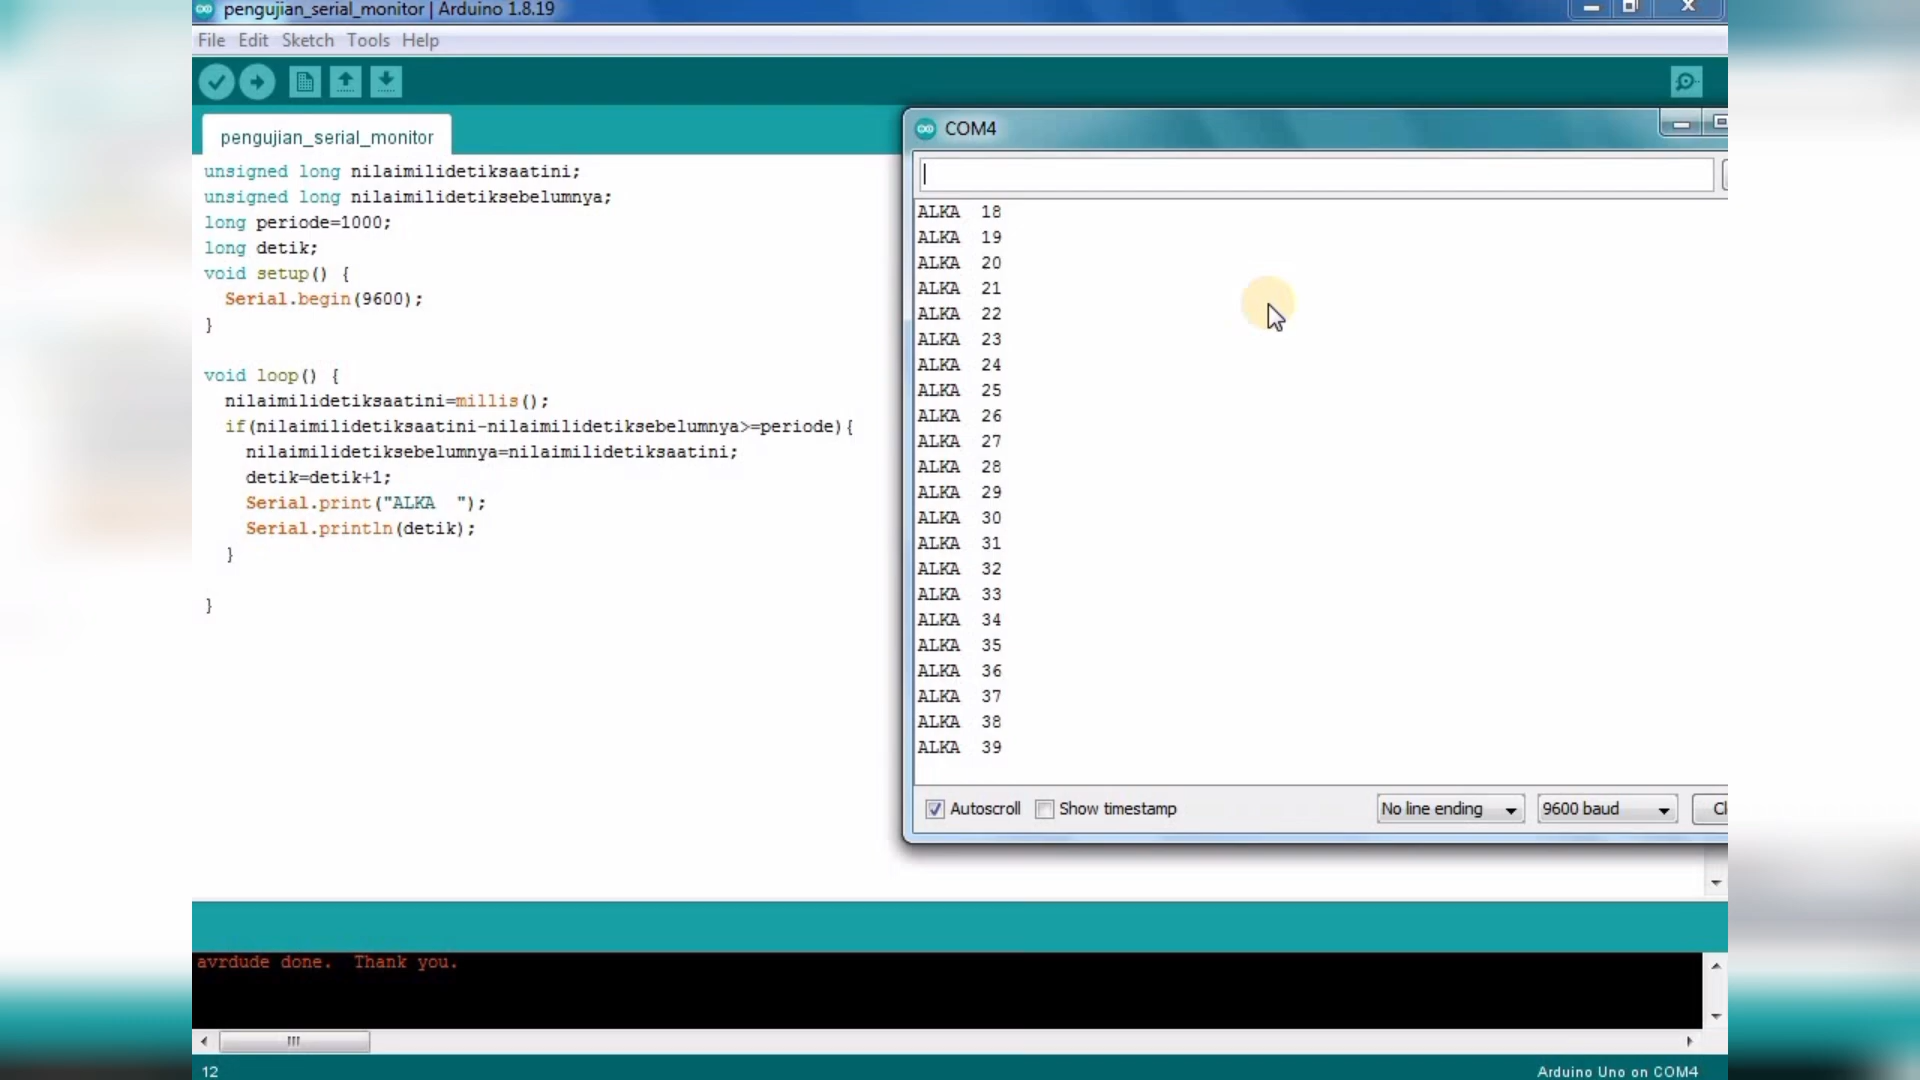 pengujian_serial_monitor | Arduino 1.8.19
File Edit Sketch Tools Help
pengujian_serial_monitor
unsigned long nilaimilidetiksaatini;
unsigned long nilaimilidetiksebelumnya;
long periode=1000;
long detik;
void setup() {
  Serial.begin(9600);
}
void loop() {
  nilaimilidetiksaatini=millis();
  if(nilaimilidetiksaatini-nilaimilidetiksebelumnya>=periode){
    nilaimilidetiksebelumnya=nilaimilidetiksaatini;
    detik=detik+1;
    Serial.print("ALKA  ");
    Serial.println(detik);
  }
}
COM4
ALKA  18
ALKA  19
ALKA  20
ALKA  21
ALKA  22
ALKA  23
ALKA  24
ALKA  25
ALKA  26
ALKA  27
ALKA  28
ALKA  29
ALKA  30
ALKA  31
ALKA  32
ALKA  33
ALKA  34
ALKA  35
ALKA  36
ALKA  37
ALKA  38
ALKA  39
Autoscroll Show timestamp No line ending 9600 baud
avrdude done.  Thank you.
12 Arduino Uno on COM4